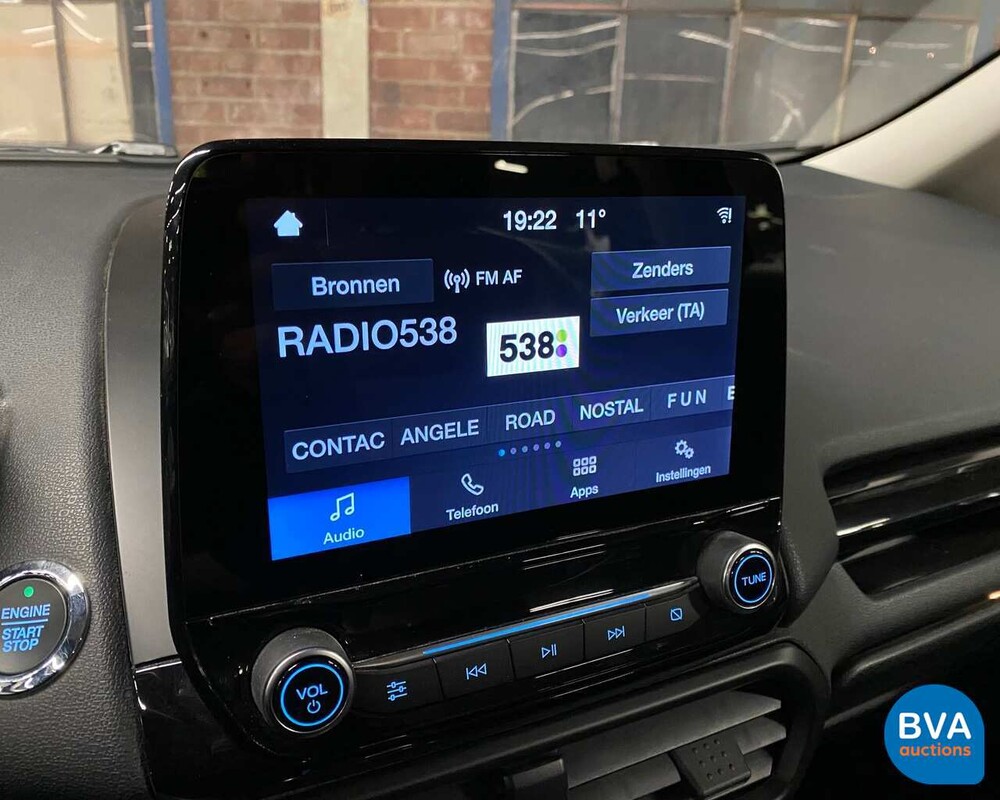 19:22 11°
Bronnen FM AF Zenders
Verkeer (TA)
RADIO538
538
CONTAC ANGELE ROAD NOSTAL FUN E
Audio Telefoon Apps Instellingen
ENGINE
START
STOP
VOL
TUNE
BVA
auctions